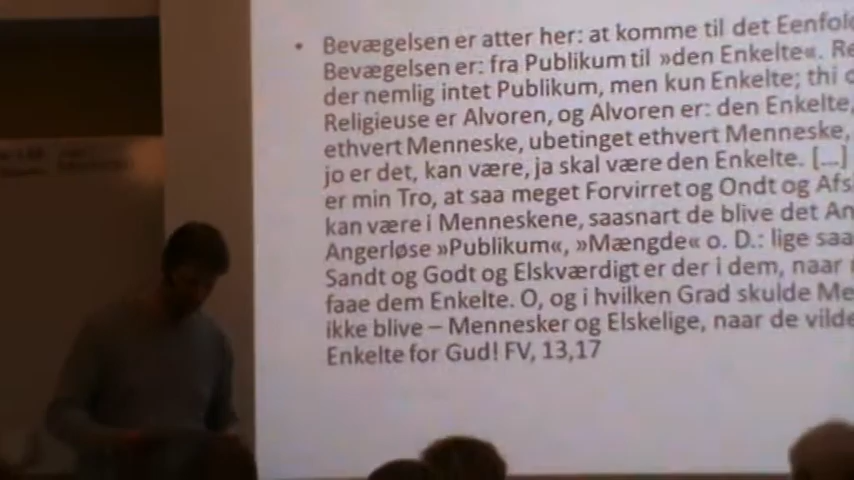 • Bevægelsen er atter her: at komme til det Eenfol
Bevægelsen er: fra Publikum til »den Enkelte«. Re
der nemlig intet Publikum, men kun Enkelte; thi
Religieuse er Alvoren, og Alvoren er: den Enkelte,
ethvert Menneske, ubetinget ethvert Menneske,
jo er det, kan være, ja skal være den Enkelte. [...]
er min Tro, at saa meget Forvirret og Ondt og Afs
kan være i Menneskene, saasnart de blive det An
Angerløse »Publikum«, »Mængde« o. D.: lige saa
Sandt og Godt og Elskværdigt er der i dem, naar
faae dem Enkelte. O, og i hvilken Grad skulde Me
ikke blive – Mennesker og Elskelige, naar de vilde
Enkelte for Gud! FV, 13,17